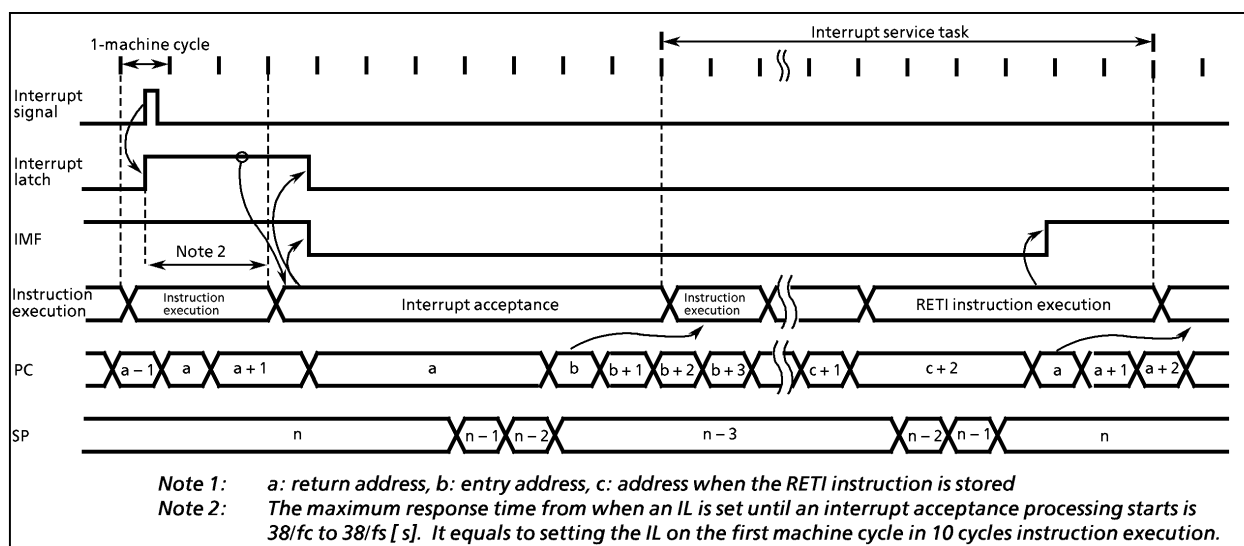 1-machine cycle
Interrupt service task
Interrupt
signal
Interrupt
latch
IMF
Note 2
Instruction
execution
Instruction
execution
Interrupt acceptance
Instruction
execution
RETI instruction execution
PC
a – 1
a
a + 1
a
b
b + 1
b + 2
b + 3
c + 1
c + 2
a
a + 1
a + 2
SP
n
n – 1
n – 2
n – 3
n – 2
n – 1
n
Note 1: a: return address, b: entry address, c: address when the RETI instruction is stored
Note 2: The maximum response time from when an IL is set until an interrupt acceptance processing starts is
38/fc to 38/fs [ s]. It equals to setting the IL on the first machine cycle in 10 cycles instruction execution.